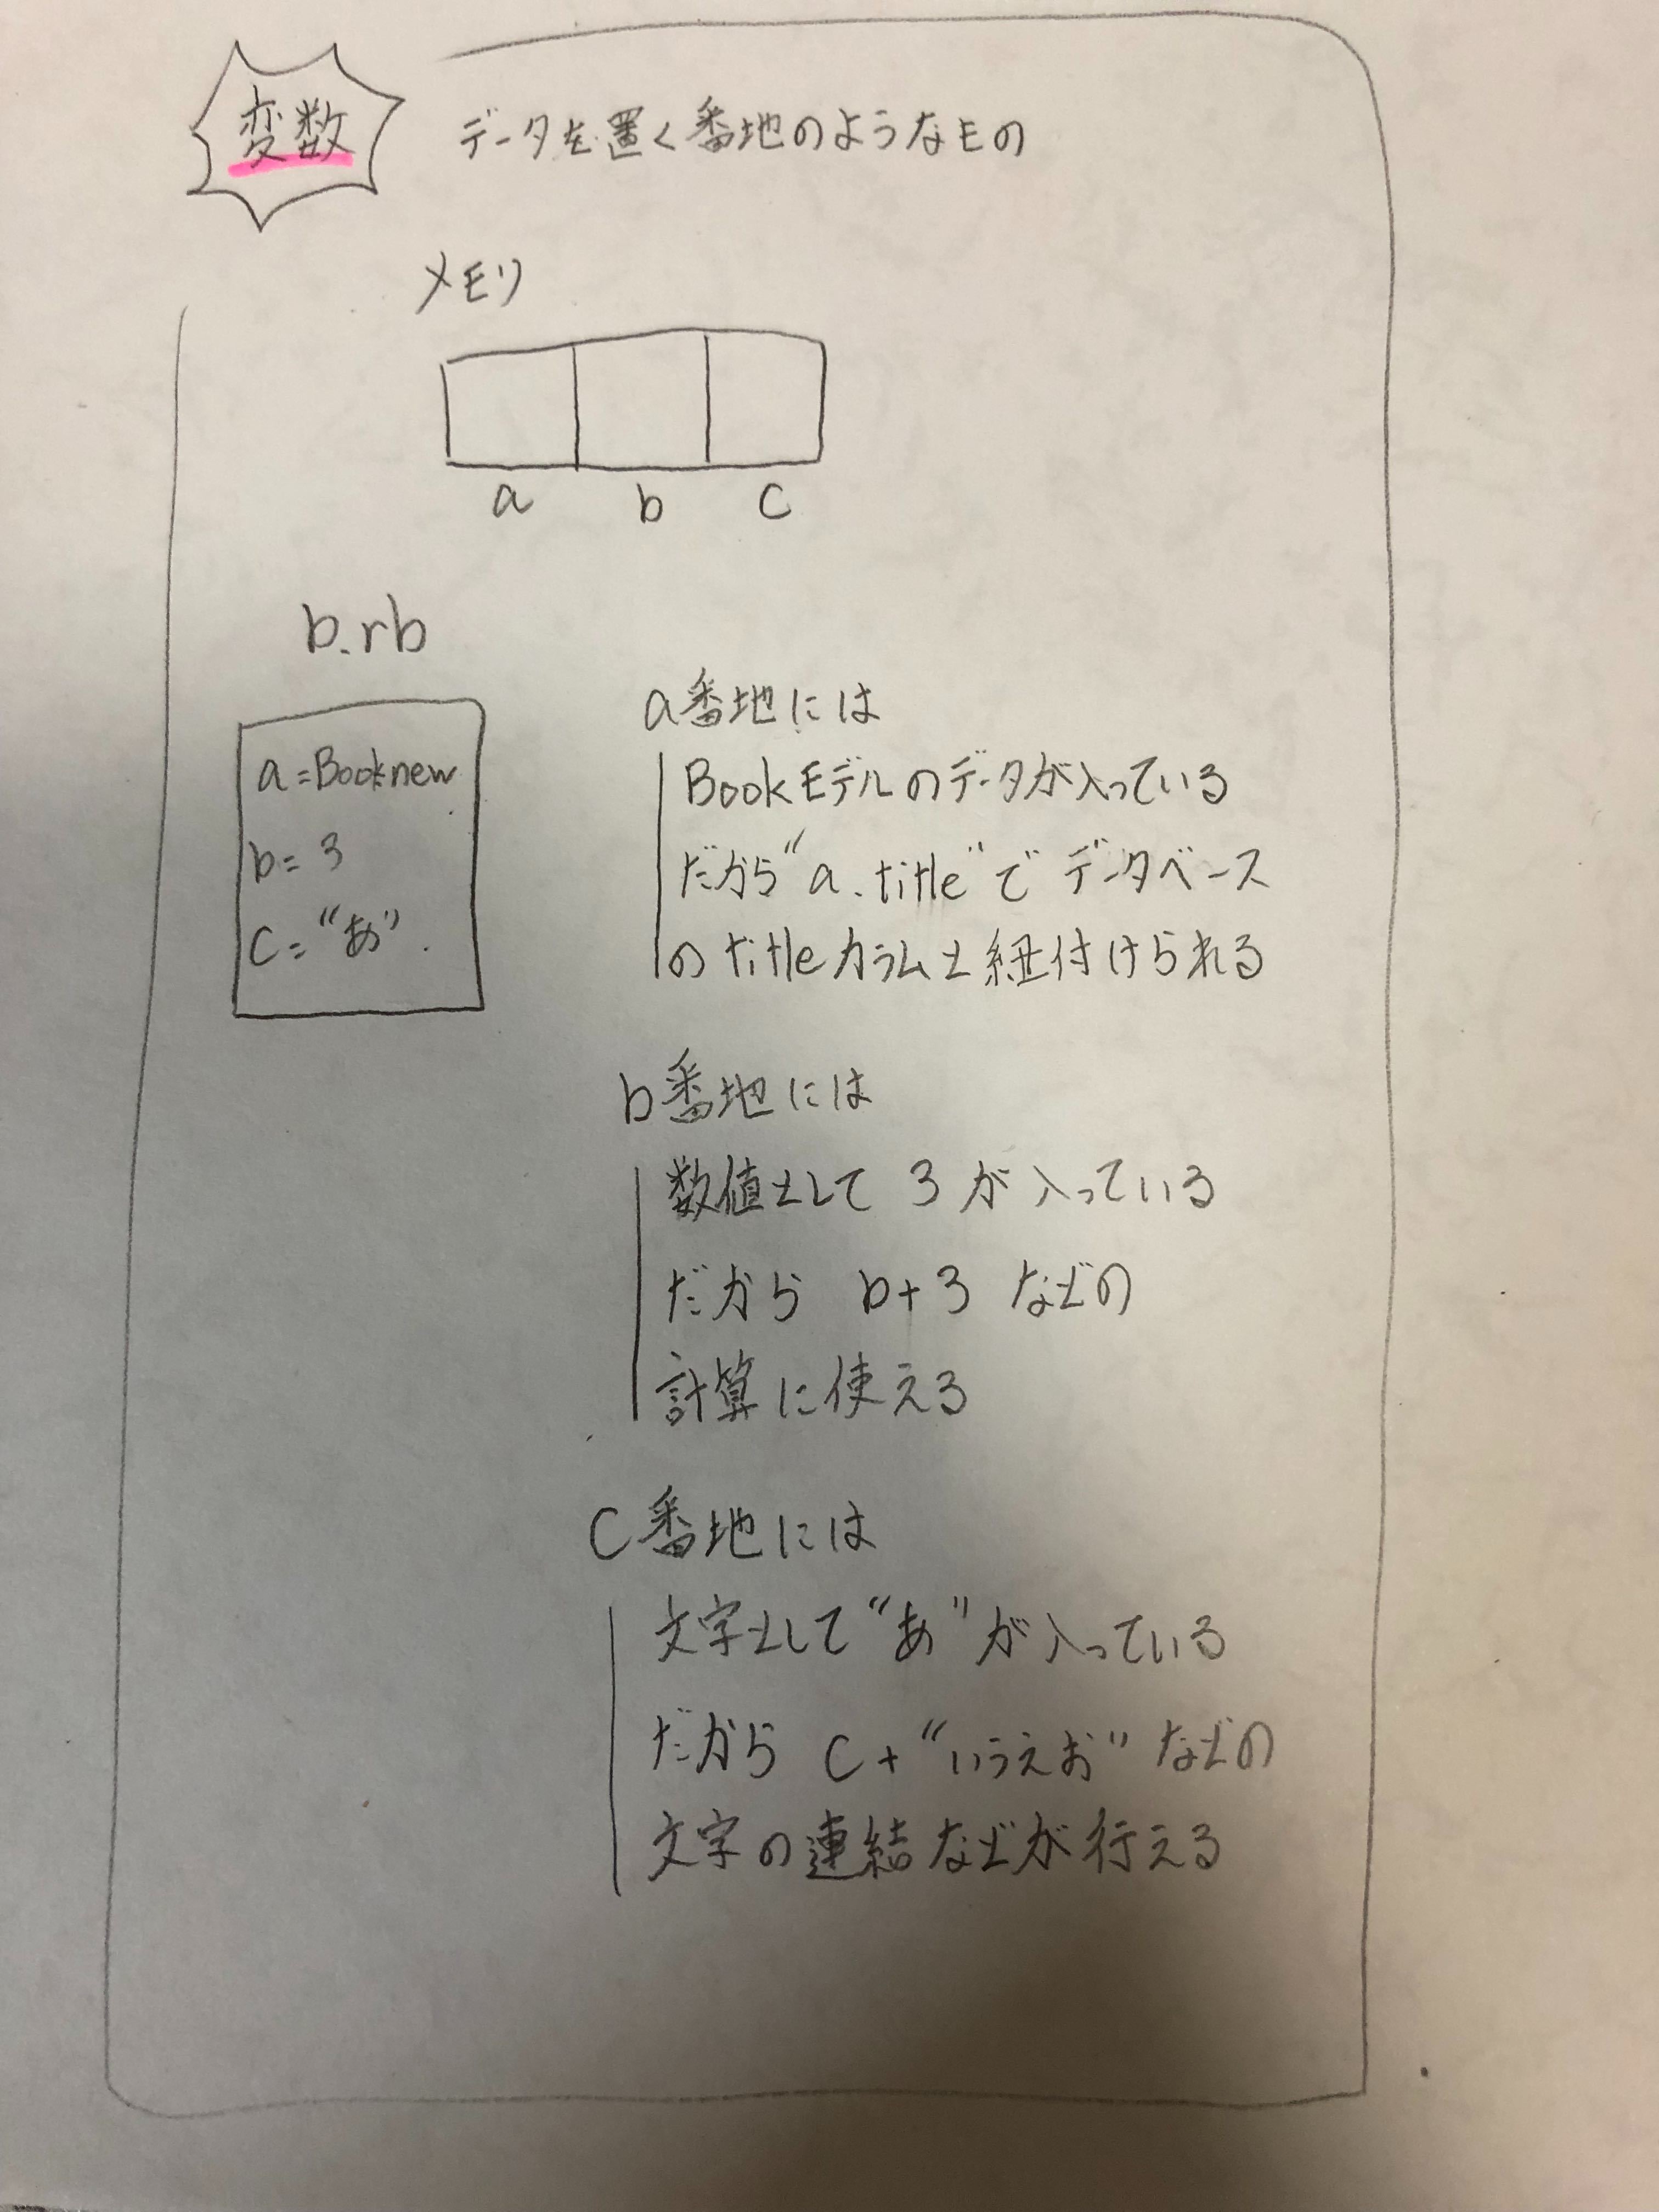 変数
データを置く番地のようなもの
メモリ
a b c
b.rb
a=Booknew
b=3
c="あ".
a番地には
Bookモデルのデータが入っている
だから"a.title"でデータベース
のtitleカラムと紐付けられる
b番地には
数値として 3 が入っている
だから b+3 などの
計算に使える
C番地には
文字として"あ"が入っている
だから C+"いうえお"などの
文字の連結などが行える